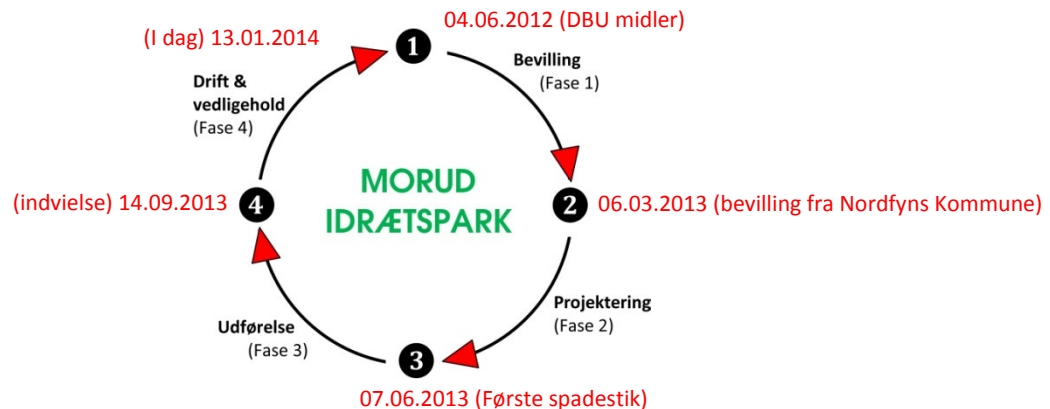 04.06.2012 (DBU midler)
(I dag) 13.01.2014
1
Bevilling
(Fase 1)
Drift &
vedligehold
(Fase 4)
MORUD
IDRÆTSPARK
(indvielse) 14.09.2013
4
2
06.03.2013 (bevilling fra Nordfyns Kommune)
Projektering
(Fase 2)
Udførelse
(Fase 3)
3
07.06.2013 (Første spadestik)